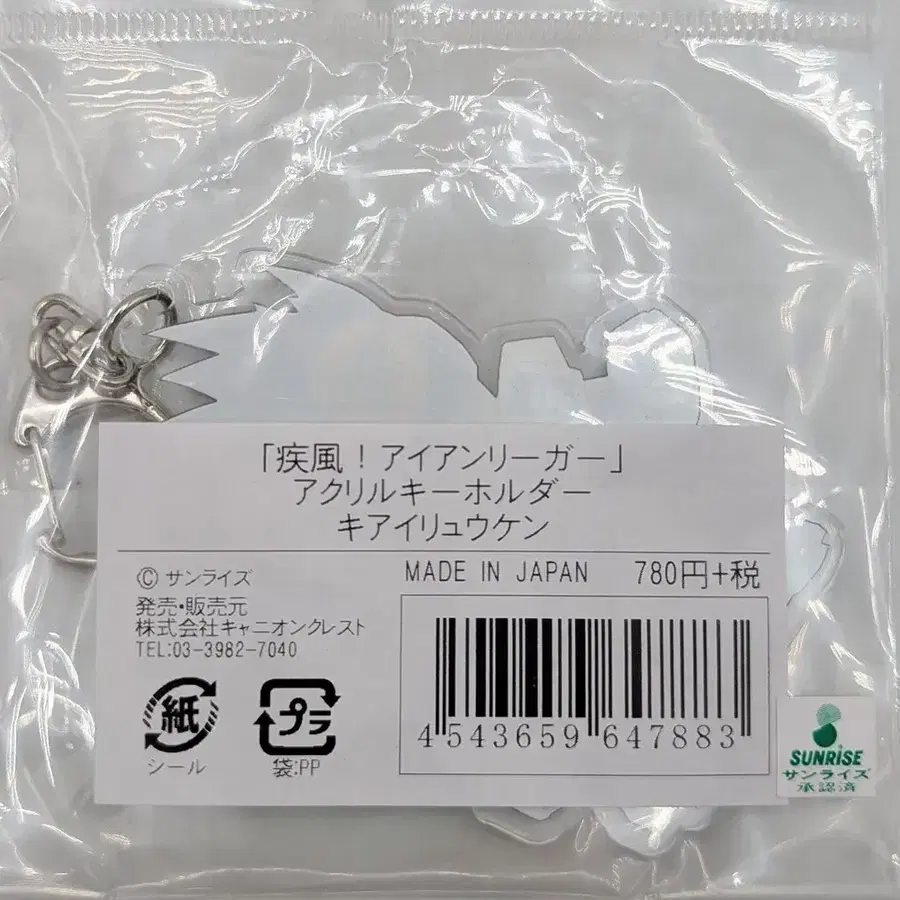 「疾風！アイアンリーガー」
アクリルキーホルダー
キアイリュウケン
© サンライズ
発売・販売元
株式会社キャニオンクレスト
TEL:03-3982-7040
MADE IN JAPAN 780円+税
紙
シール
プラ
袋:PP
4 543659 647883
SUNRISE
サンライズ
承認済